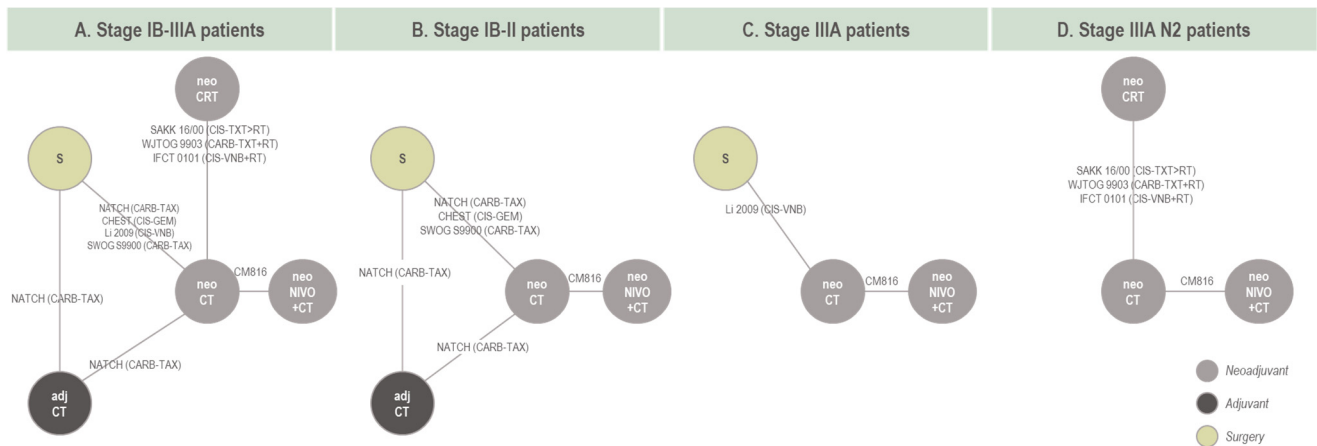 A. Stage IB-IIIA patients
B. Stage IB-II patients
C. Stage IIIA patients
D. Stage IIIA N2 patients
neo
CRT
SAKK 16/00 (CIS-TXT>RT)
WJTOG 9903 (CARB-TXT+RT)
IFCT 0101 (CIS-VNB+RT)
S
NATCH (CARB-TAX)
CHEST (CIS-GEM)
Li 2009 (CIS-VNB)
SWOG S9900 (CARB-TAX)
NATCH (CARB-TAX)
neo
CT
CM816
neo
NIVO
+CT
NATCH (CARB-TAX)
adj
CT
S
NATCH (CARB-TAX)
CHEST (CIS-GEM)
SWOG S9900 (CARB-TAX)
NATCH (CARB-TAX)
neo
CT
CM816
neo
NIVO
+CT
NATCH (CARB-TAX)
adj
CT
S
Li 2009 (CIS-VNB)
neo
CT
CM816
neo
NIVO
+CT
neo
CRT
SAKK 16/00 (CIS-TXT>RT)
WJTOG 9903 (CARB-TXT+RT)
IFCT 0101 (CIS-VNB+RT)
neo
CT
CM816
neo
NIVO
+CT
Neoadjuvant
Adjuvant
Surgery